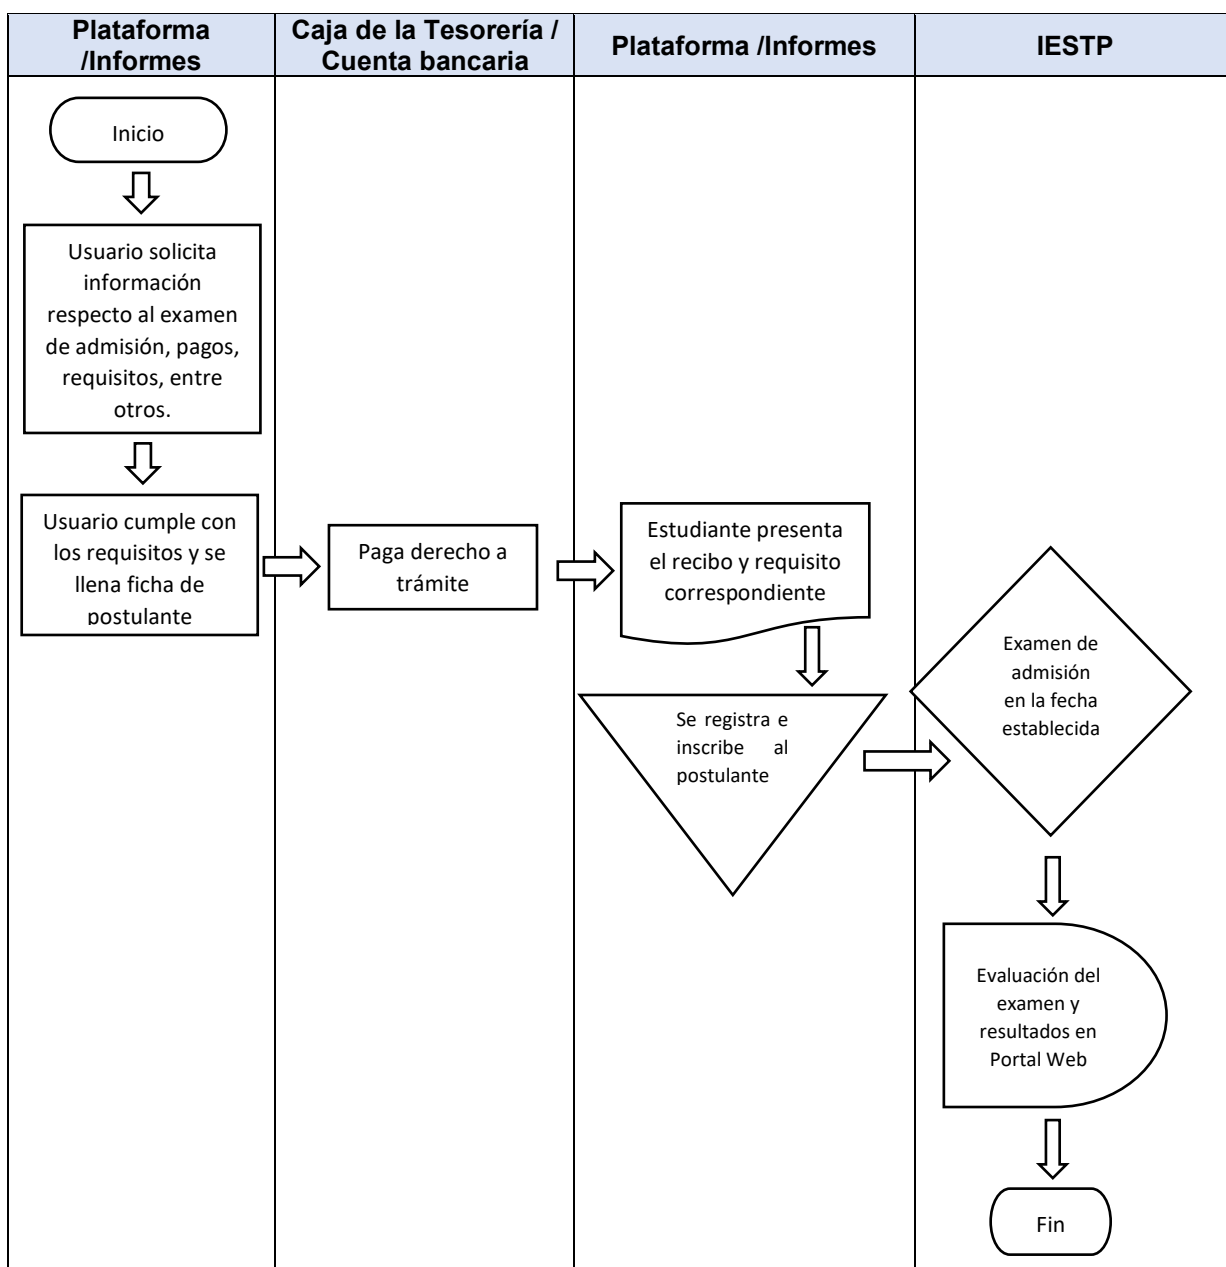 Plataforma
/Informes
Caja de la Tesorería /
Cuenta bancaria
Plataforma /Informes
IESTP
Inicio
Usuario solicita
información
respecto al examen
de admisión, pagos,
requisitos, entre
otros.
Usuario cumple con
los requisitos y se
llena ficha de
postulante
Paga derecho a
trámite
Estudiante presenta
el recibo y requisito
correspondiente
Se registra e
inscribe al
postulante
Examen de
admisión
en la fecha
establecida
Evaluación del
examen y
resultados en
Portal Web
Fin